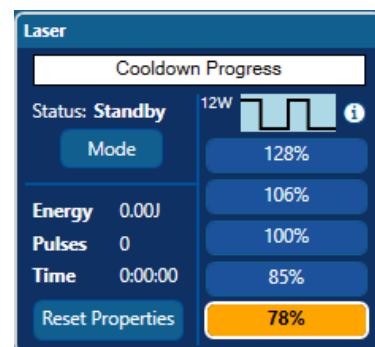 Laser
Cooldown Progress
Status: Standby
Mode
Energy 0.00J
Pulses 0
Time 0:00:00
Reset Properties
12W
i
128%
106%
100%
85%
78%